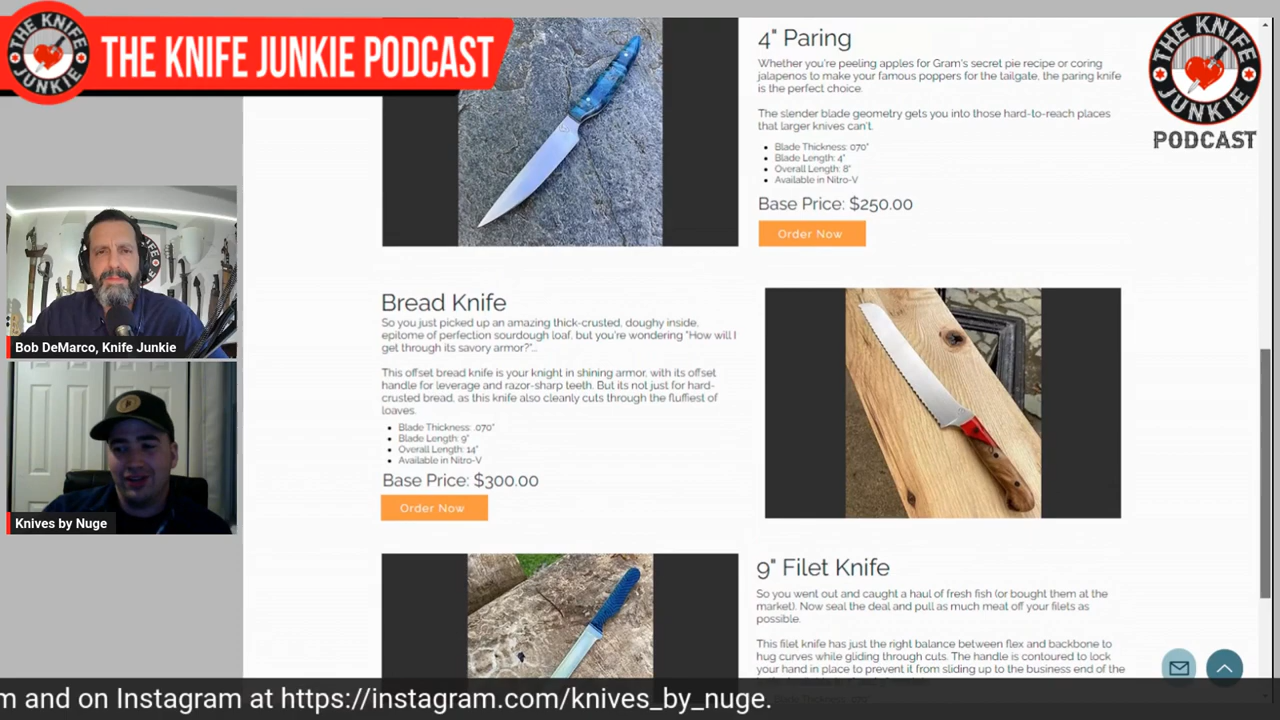 THE KNIFE JUNKIE
THE KNIFE JUNKIE PODCAST
THE KNIFE JUNKIE
PODCAST
4" Paring
Whether you're peeling apples for Gram's secret pie recipe or coring
jalapenos to make your famous poppers for the tailgate, the paring knife
is the perfect choice.
The slender blade geometry gets you into those hard-to-reach places
that larger knives can't.
Blade Thickness: 070"
Blade Length: 4"
Overall Length: 8"
Available in Nitro-V
Base Price: $250.00
Order Now
Bob DeMarco, Knife Junkie
Knives by Nuge
Bread Knife
So you just picked up an amazing thick-crusted, doughy inside,
epitome of perfection sourdough loaf, but you're wondering "How will I
get through its savory armor?"...
This offset bread knife is your knight in shining armor, with its offset
handle for leverage and razor-sharp teeth. But its not just for hard-
crusted bread, as this knife also cleanly cuts through the fluffiest of
loaves.
Blade Thickness: .070"
Blade Length: 9"
Overall Length: 14"
Available in Nitro-V
Base Price: $300.00
Order Now
9" Filet Knife
So you went out and caught a haul of fresh fish (or bought them at the
market). Now seal the deal and pull as much meat off your filets as
possible.
This filet knife has just the right balance between flex and backbone to
hug curves while gliding through cuts. The handle is contoured to lock
your hand in place to prevent it from sliding up to the business end of the
m and on Instagram at https://instagram.com/knives_by_nuge.